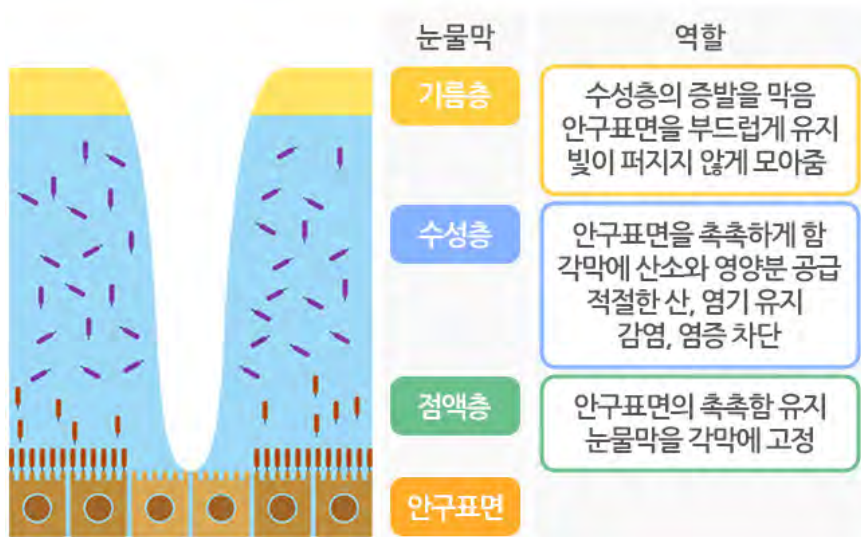 눈물막
역할
기름층
수성층의 증발을 막음
안구표면을 부드럽게 유지
빛이 퍼지지 않게 모아줌
수성층
안구표면을 촉촉하게 함
각막에 산소와 영양분 공급
적절한 산, 염기 유지
감염, 염증 차단
점액층
안구표면의 촉촉함 유지
눈물막을 각막에 고정
안구표면